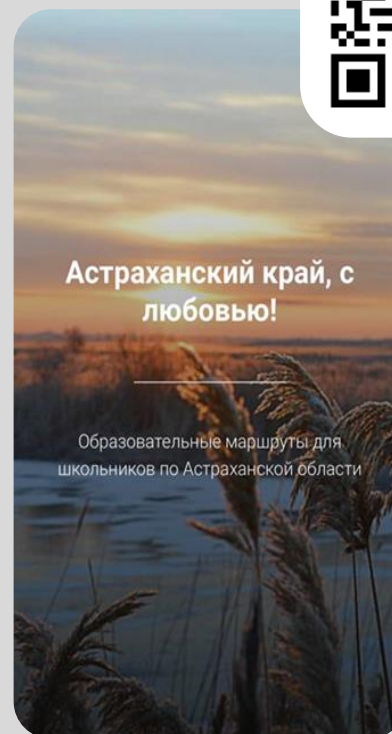 Астраханский край, с
любовью!
Образовательные маршруты для
школьников по Астраханской области